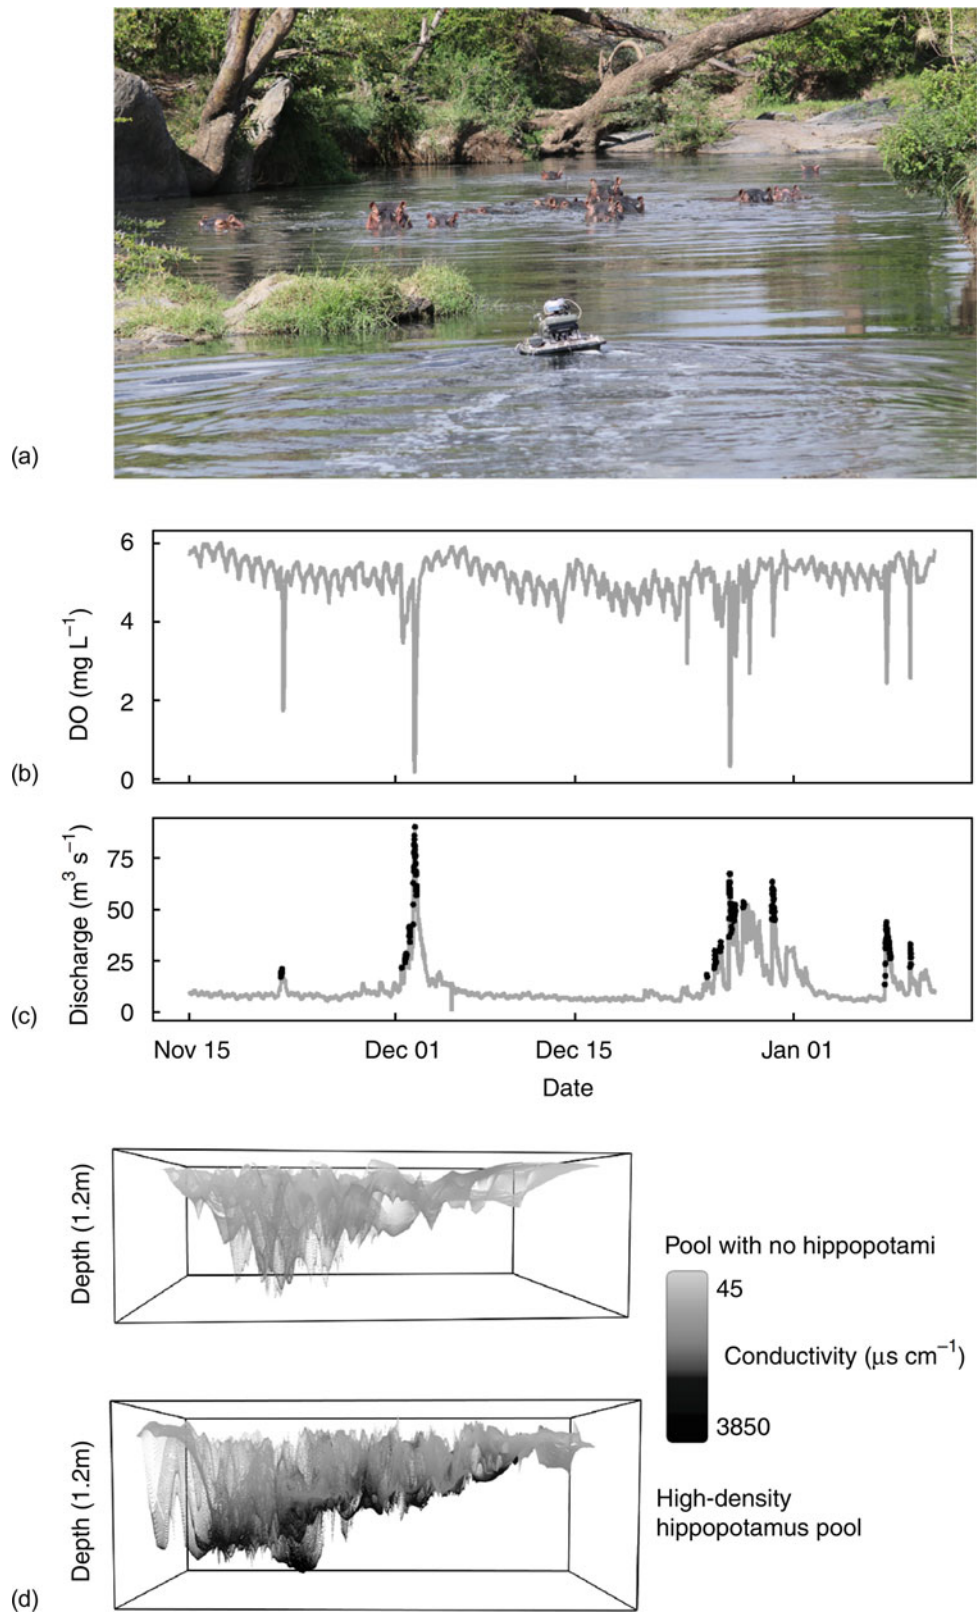 (a)
6
4
2
0
DO (mg L⁻¹)
(b)
75
50
25
0
Discharge (m³ s⁻¹)
(c)
Nov 15 Dec 01 Dec 15 Jan 01
Date
Depth (1.2m)
Pool with no hippopotami
45
Conductivity (μs cm⁻¹)
3850
Depth (1.2m)
High-density
hippopotamus pool
(d)